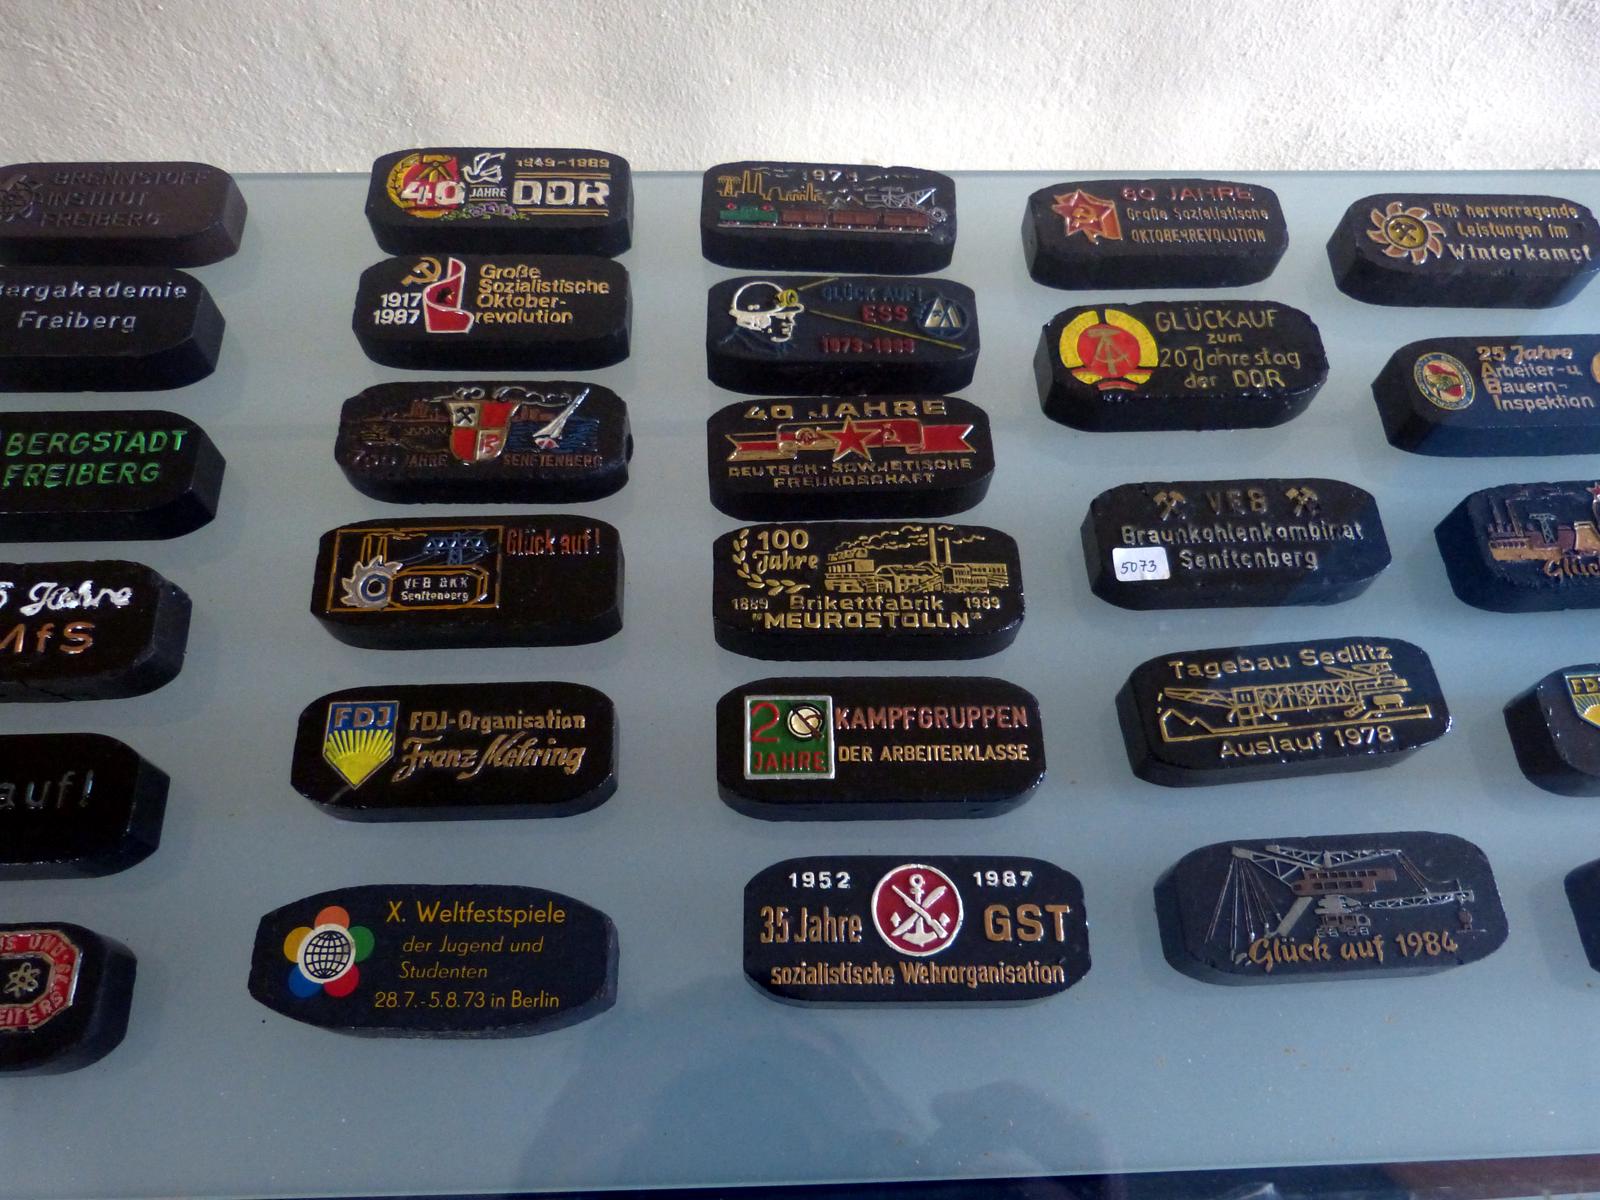 BRENNSTOFF
INSTITUT
FREIBERG
Bergakademie
Freiberg
BERGSTADT
FREIBERG
5 Jahre
MfS
auf!
40 JAHRE DDR
1949-1989
1917
1987
Große
Sozialistische
Oktober-
revolution
JAHRE SENFTENBERG
Glück auf!
VEB BKK
Senftenberg
FDJ
FDJ-Organisation
Franz Mehring
X. Weltfestspiele
der Jugend und
Studenten
28.7.-5.8.73 in Berlin
GLÜCK AUF!
ESS
40 JAHRE
DEUTSCH-SOWJETISCHE
FREUNDSCHAFT
100
Jahre
1889 Brikettfabrik 1989
"MEUROSTOLLN"
20
JAHRE
KAMPFGRUPPEN
DER ARBEITERKLASSE
1952 1987
35 Jahre GST
sozialistische Wehrorganisation
60 JAHRE
Große Sozialistische
OKTOBERREVOLUTION
GLÜCKAUF
zum
20 Jahrestag
der DDR
VEB
Braunkohlenkombinat
Senftenberg
5073
Tagebau Sedlitz
Auslauf 1978
Glück auf 1984
Für hervorragende
Leistungen im
Winterkampf
25 Jahre
Arbeiter-u
Bauern-
Inspektion
Glück
FDJ